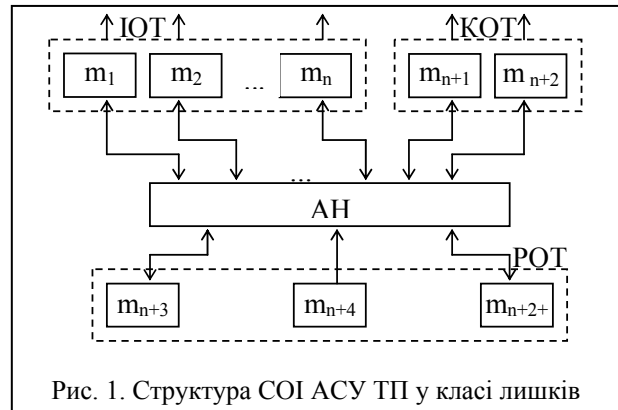 ІОТ КОТ
m₁ m₂ ... mₙ mₙ₊₁ m ₙ₊₂
...
АН
РОТ
mₙ₊₃ mₙ₊₄ mₙ₊₂₊
Рис. 1. Структура СОІ АСУ ТП у класі лишків